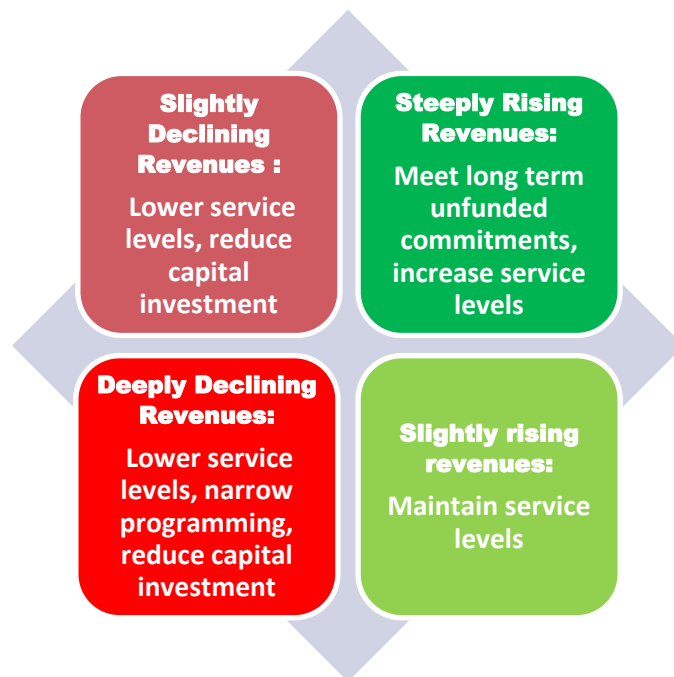 Slightly
Declining
Revenues :
Lower service
levels, reduce
capital
investment
Steeply Rising
Revenues:
Meet long term
unfunded
commitments,
increase service
levels
Deeply Declining
Revenues:
Lower service
levels, narrow
programming,
reduce capital
investment
Slightly rising
revenues:
Maintain service
levels